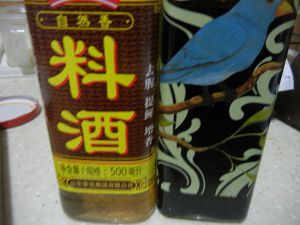 自然香
料酒
去腥 提鲜 增香
净含量/规格：500毫升